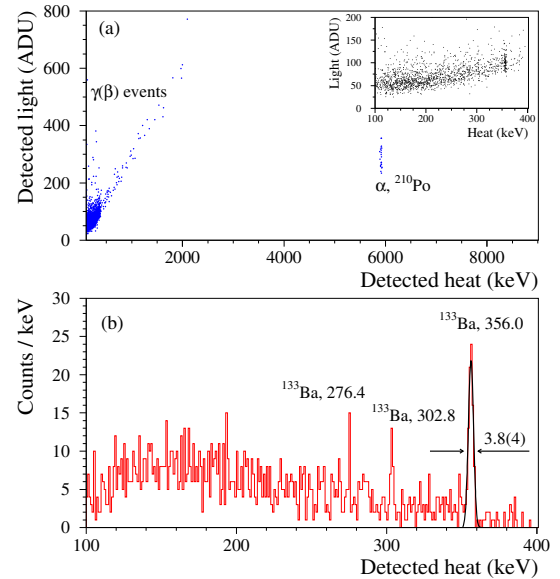 (a)
Detected light (ADU)
800
600
400
200
0
γ(β) events
α, ²¹⁰Po
2000
4000
6000
8000
Detected heat (keV)
Light (ADU)
200
150
100
50
0
100
200
300
400
Heat (keV)
(b)
Counts / keV
30
25
20
15
10
5
0
¹³³Ba, 356.0
¹³³Ba, 276.4
¹³³Ba, 302.8
3.8(4)
100
200
300
400
Detected heat (keV)